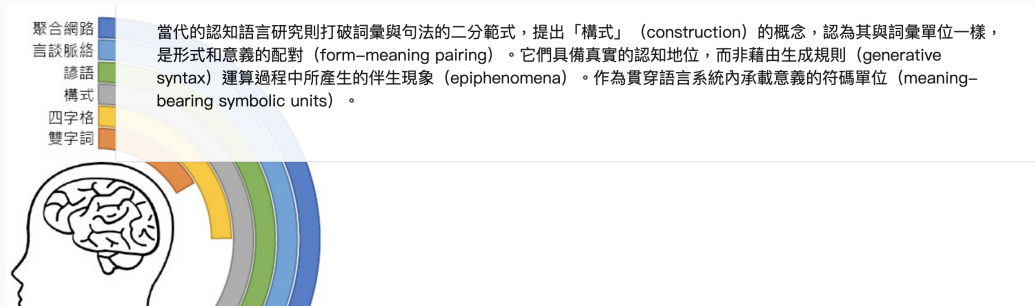 聚合網路
言談脈絡
諺語
構式
四字格
雙字詞
當代的認知語言研究則打破詞彙與句法的二分範式，提出「構式」（construction）的概念，認為其與詞彙單位一樣，
是形式和意義的配對（form-meaning pairing）。它們具備真實的認知地位，而非藉由生成規則（generative
syntax）運算過程中所產生的伴生現象（epiphenomena）。作為貫穿語言系統內承載意義的符碼單位（meaning-
bearing symbolic units）。